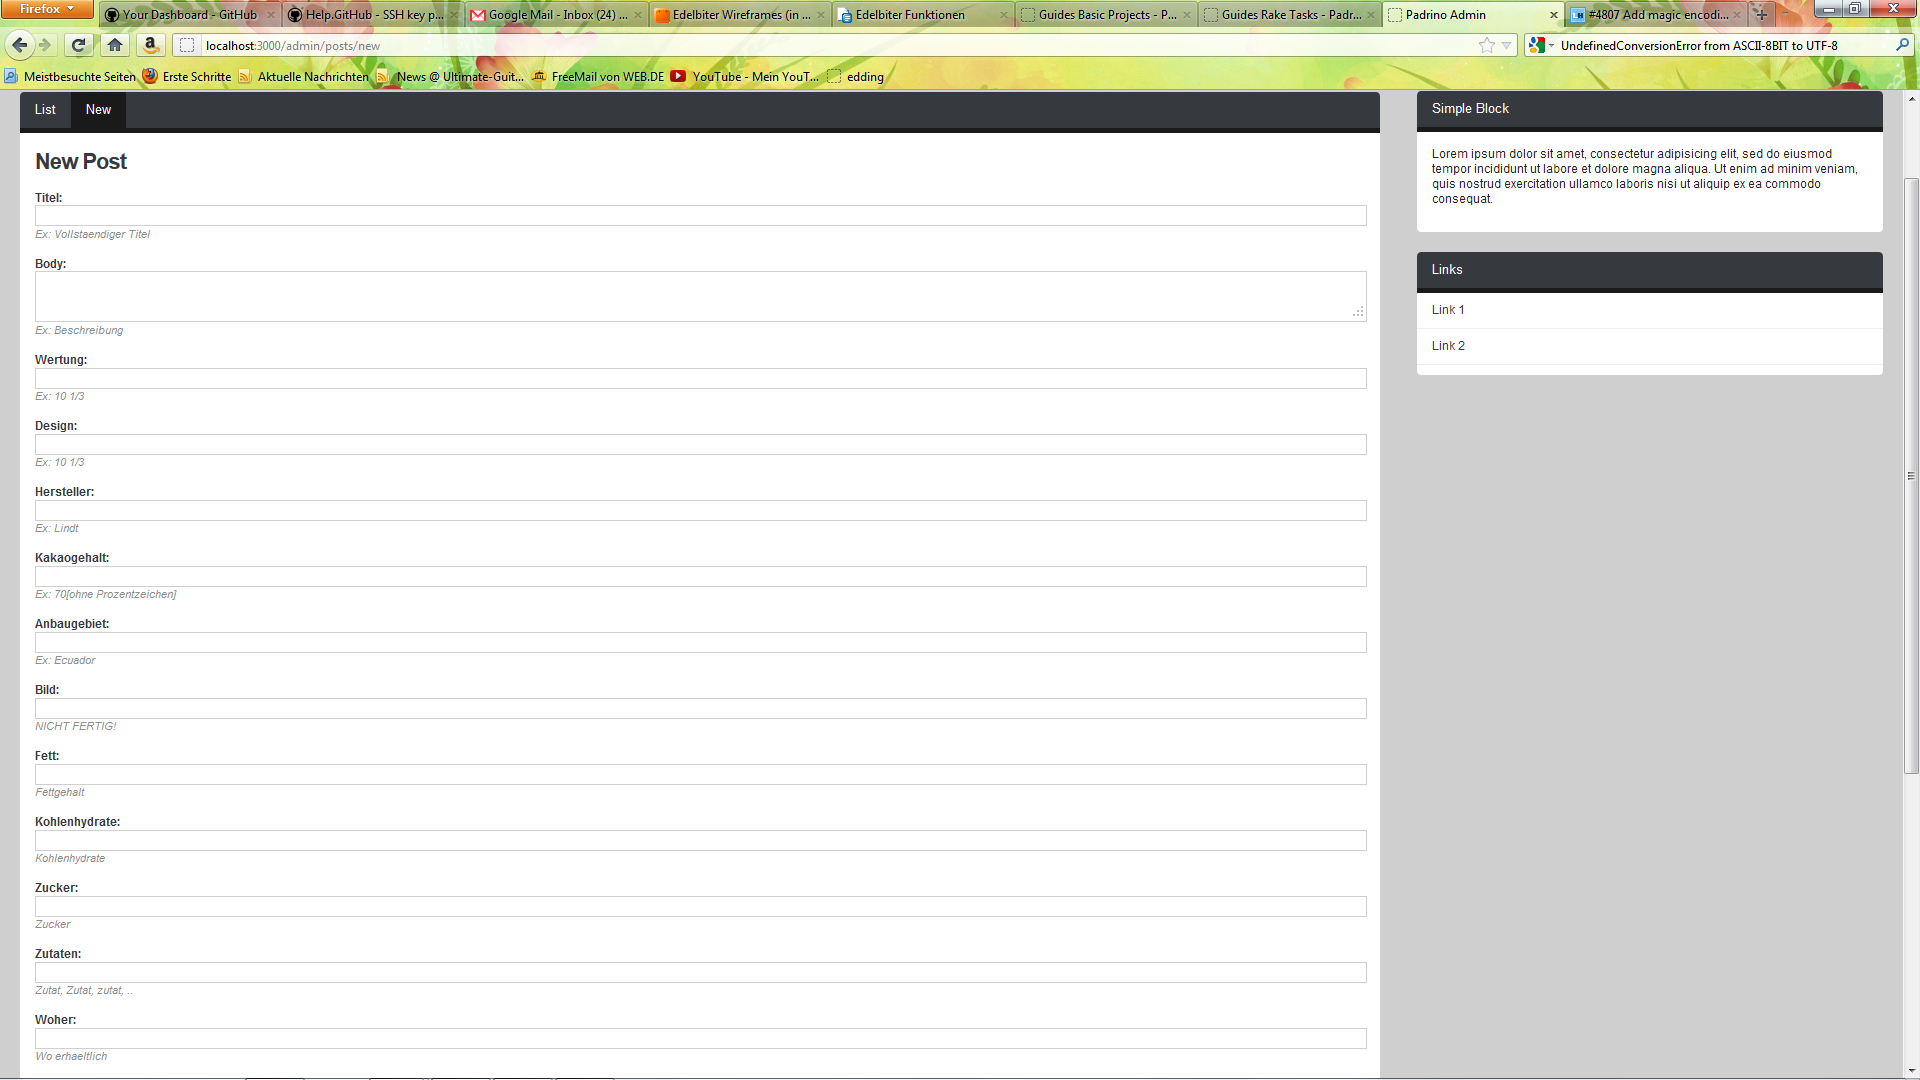 Firefox
Your Dashboard - GitHub
Help.GitHub - SSH key p...
Google Mail - Inbox (24) ...
Edelbiter Wireframes (in ...
Edelbiter Funktionen
Guides Basic Projects - P...
Guides Rake Tasks - Padr...
Padrino Admin
#4807 Add magic encodi...
localhost:3000/admin/posts/new
UndefinedConversionError from ASCII-8BIT to UTF-8
Meistbesuchte Seiten
Erste Schritte
Aktuelle Nachrichten
News @ Ultimate-Guit...
FreeMail von WEB.DE
YouTube - Mein YouT...
edding
List
New
New Post
Titel:
Ex: Vollstaendiger Titel
Body:
Ex: Beschreibung
Wertung:
Ex: 10 1/3
Design:
Ex: 10 1/3
Hersteller:
Ex: Lindt
Kakaogehalt:
Ex: 70[ohne Prozentzeichen]
Anbaugebiet:
Ex: Ecuador
Bild:
NICHT FERTIG!
Fett:
Fettgehalt
Kohlenhydrate:
Kohlenhydrate
Zucker:
Zucker
Zutaten:
Zutat, Zutat, zutat, ..
Woher:
Wo erhaeltlich
Simple Block
Lorem ipsum dolor sit amet, consectetur adipisicing elit, sed do eiusmod
tempor incididunt ut labore et dolore magna aliqua. Ut enim ad minim veniam,
quis nostrud exercitation ullamco laboris nisi ut aliquip ex ea commodo
consequat.
Links
Link 1
Link 2